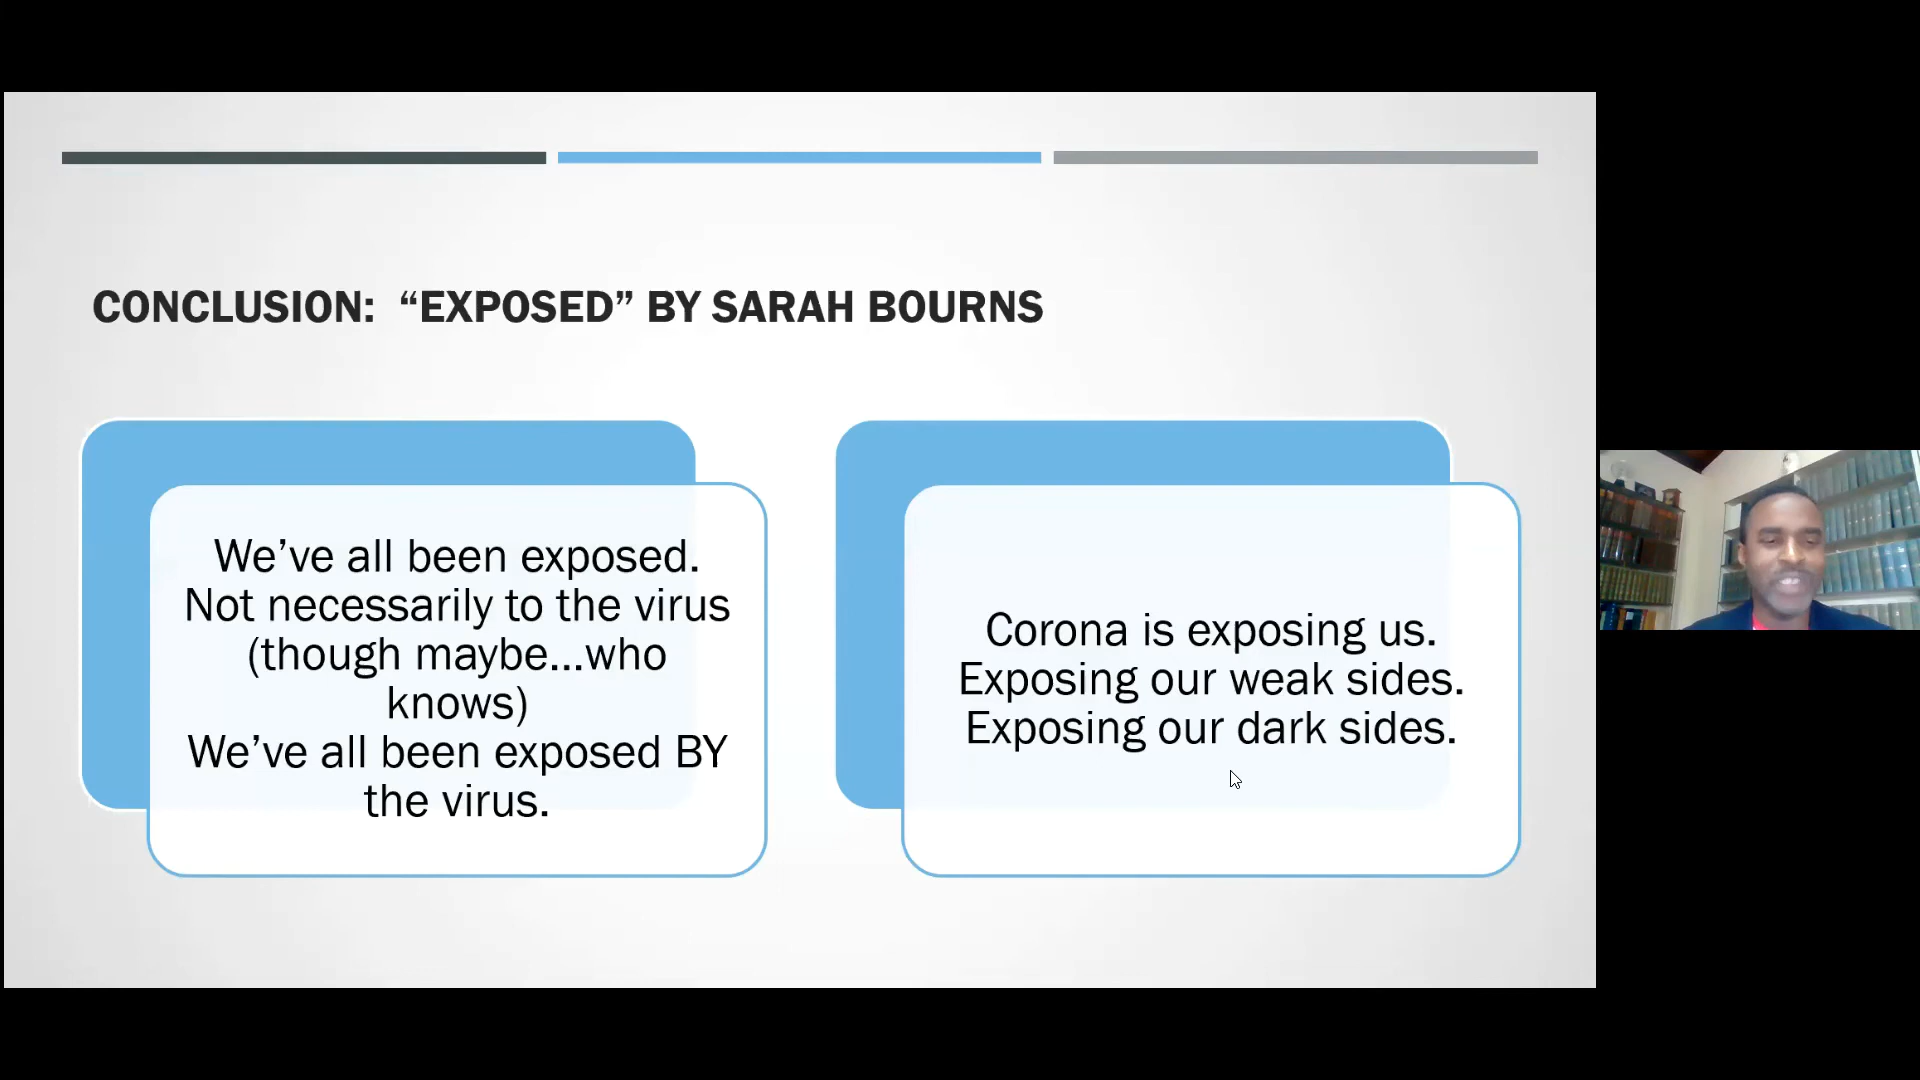 CONCLUSION:  “EXPOSED” BY SARAH BOURNS
We’ve all been exposed.
Not necessarily to the virus
(though maybe...who
knows)
We’ve all been exposed BY
the virus.
Corona is exposing us.
Exposing our weak sides.
Exposing our dark sides.